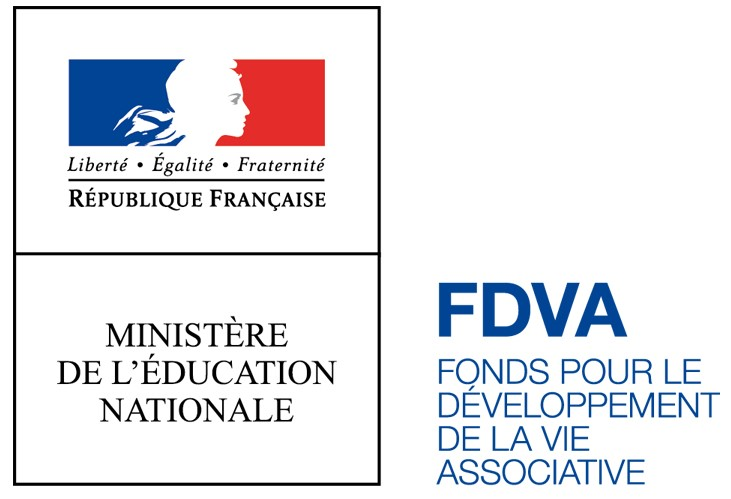 Liberté • Égalité • Fraternité
RÉPUBLIQUE FRANÇAISE
MINISTÈRE
DE L'ÉDUCATION
NATIONALE
FDVA
FONDS POUR LE
DÉVELOPPEMENT
DE LA VIE
ASSOCIATIVE